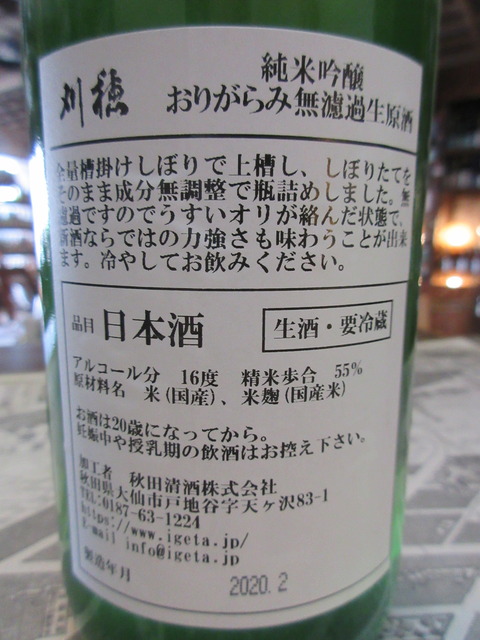 刈穂
純米吟醸
おりがらみ無濾過生原酒
全量槽掛けしぼりで上槽し、しぼりたてを
そのまま成分無調整で瓶詰めしました。無
濾過ですのでうすいオリが絡んだ状態で、
新酒ならではの力強さも味わうことが出来
ます。冷やしてお飲みください。
品目 日本酒
生酒・要冷蔵
アルコール分 16度 精米歩合 55%
原材料名 米(国産)、米麹(国産米)
お酒は20歳になってから。
妊娠中や授乳期の飲酒はお控え下さい。
加工者 秋田清酒株式会社
秋田県大仙市戸地谷字天ヶ沢83-1
TEL:0187-63-1224
https://www.igeta.jp/
E-mail info@igeta.jp
製造年月 2020.2